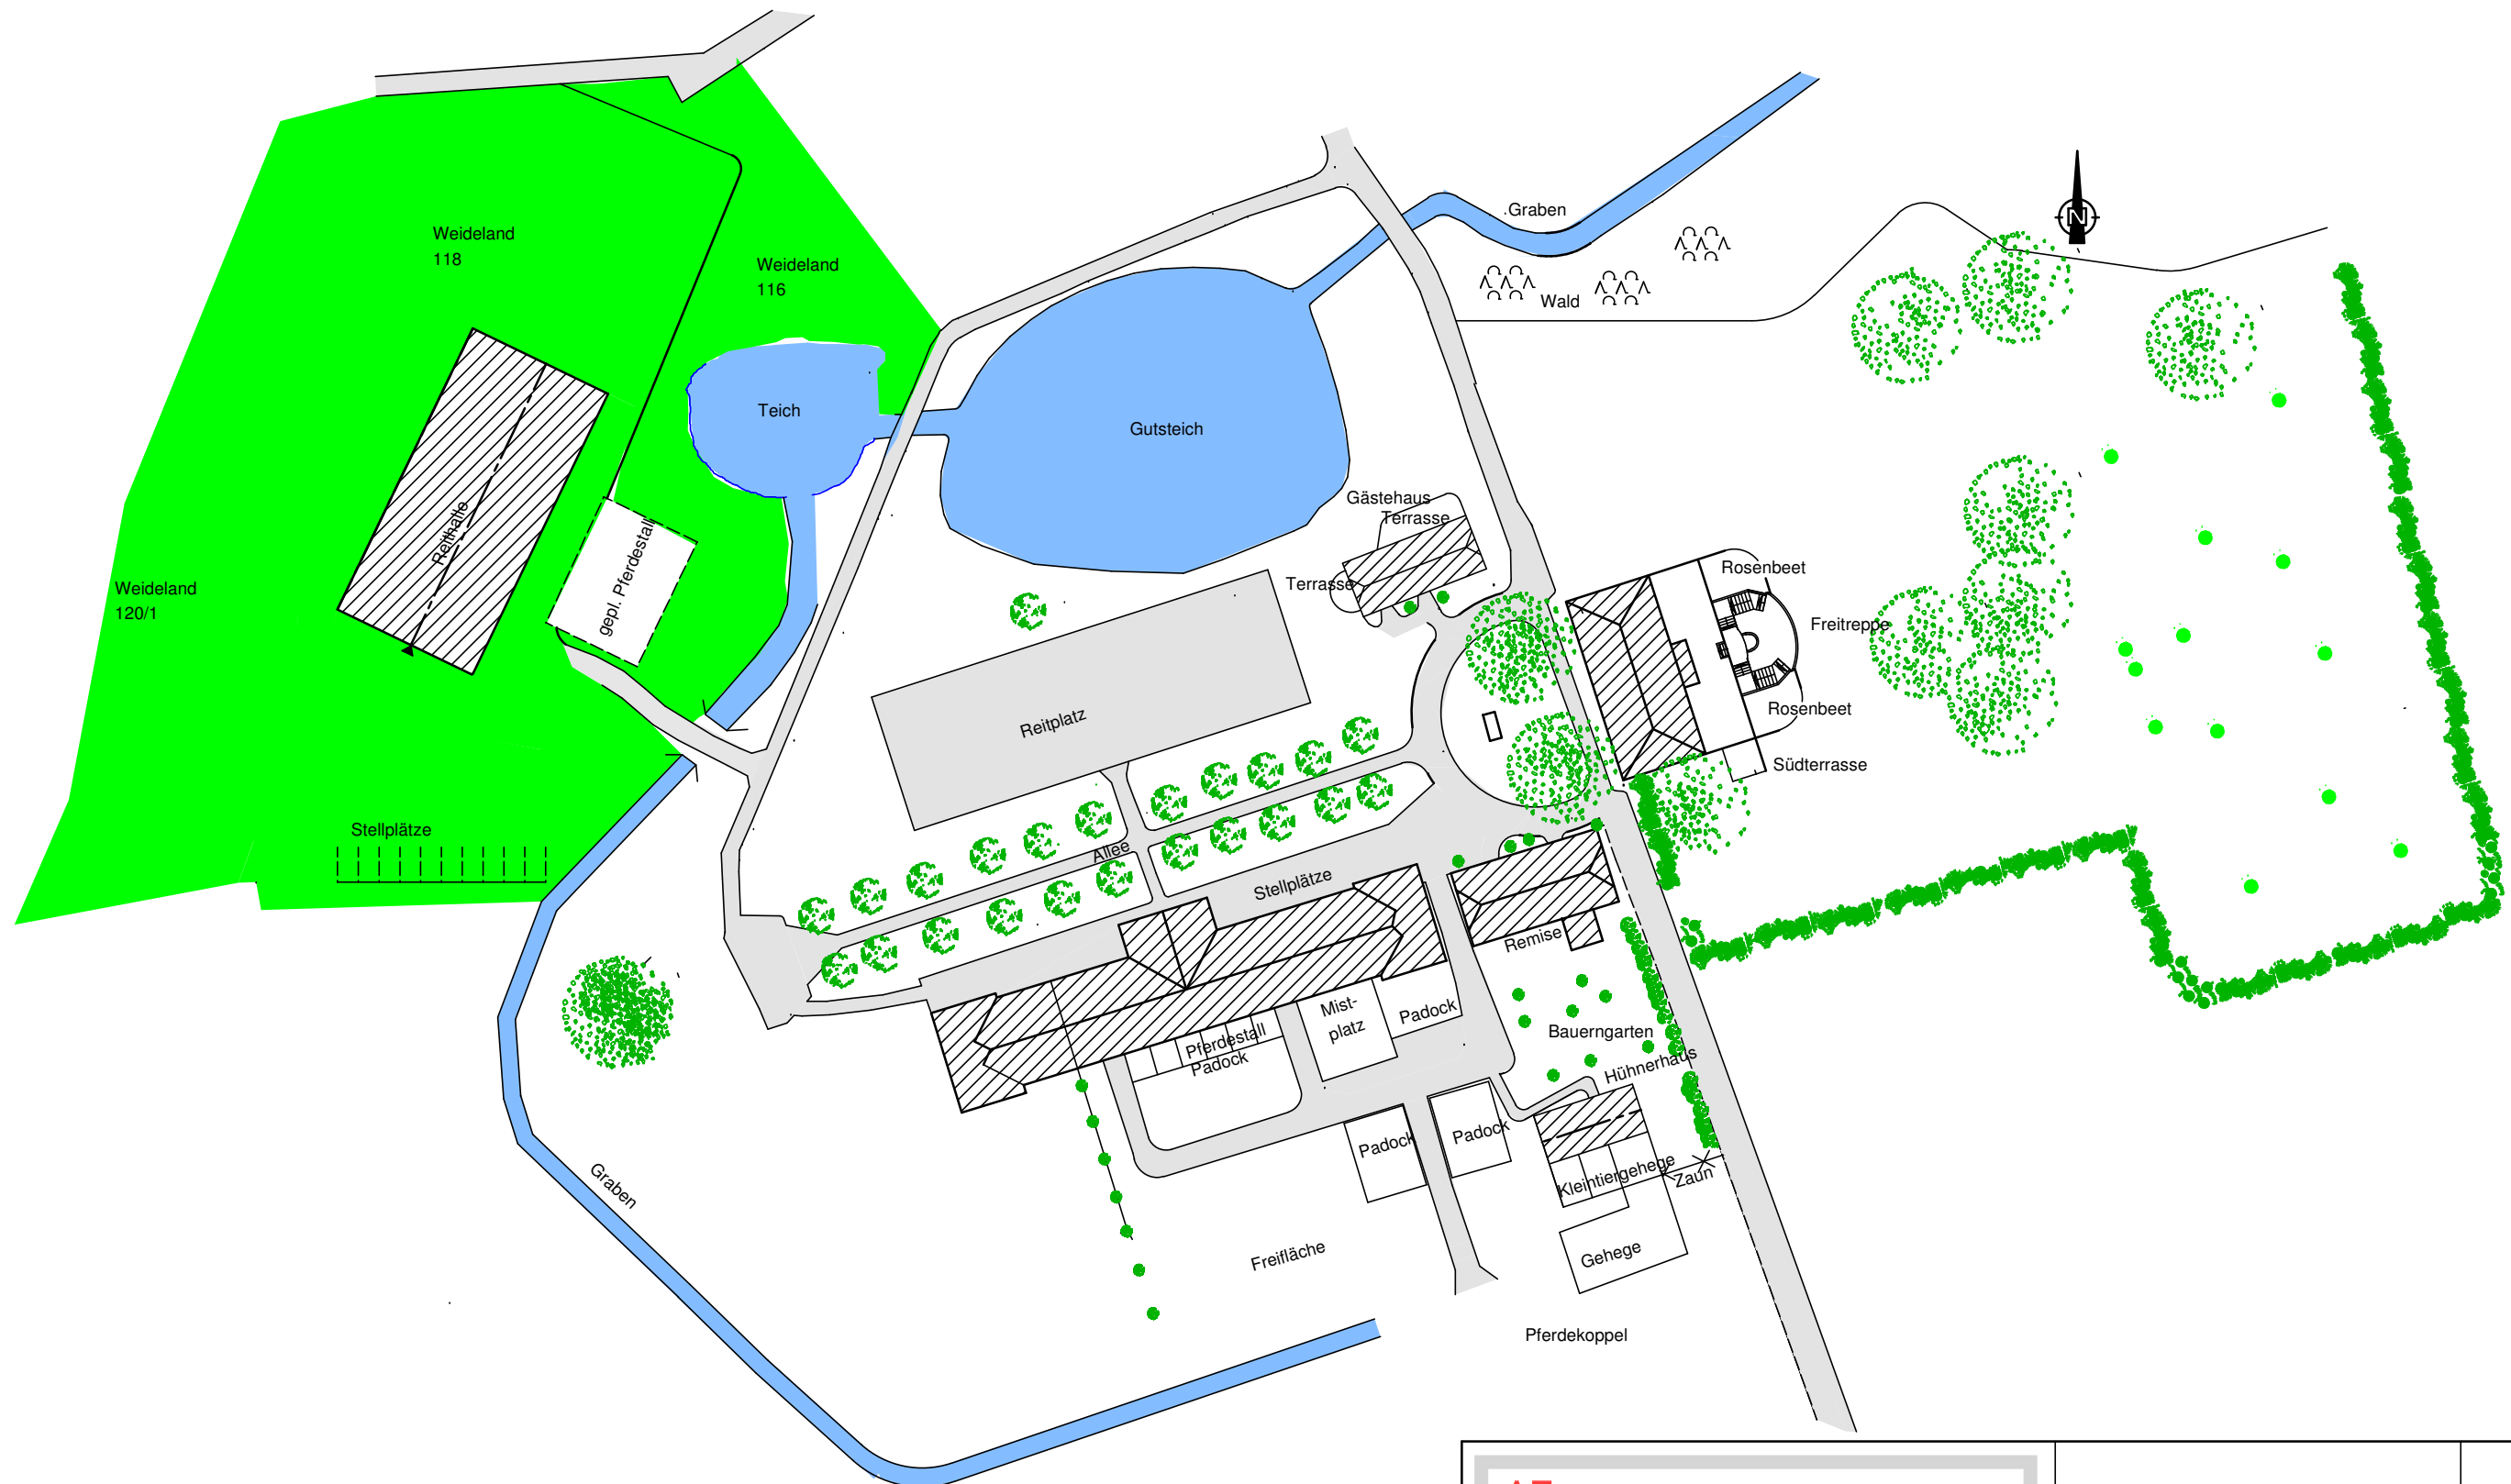 Graben
N
Weideland
118
Weideland
116
Wald
Teich
Gutsteich
Gästehaus
Terrasse
Reithalle
gepl. Pferdestall
Weideland
120/1
Terrasse
Rosenbeet
Freitreppe
Rosenbeet
Reitplatz
Südterrasse
Stellplätze
Allee
Stellplätze
Remise
Mist-
platz
Padock
Bauerngarten
Pferdestall
Padock
Hühnerhaus
Padock
Padock
Kleintiergehege
Zaun
Graben
Freifläche
Gehege
Pferdekoppel